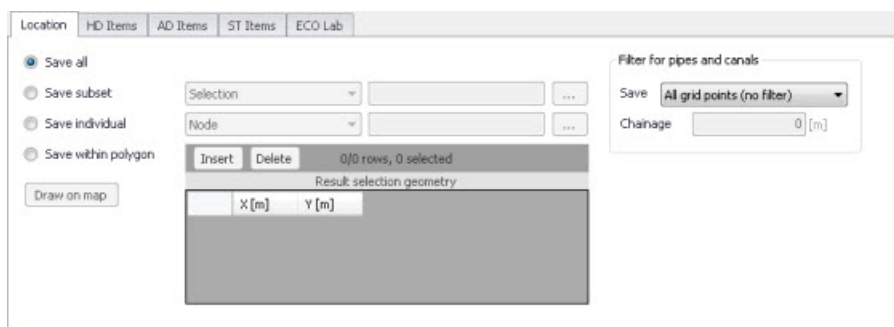 Location HD Items AD Items ST Items ECO Lab
Save all
Save subset Selection ...
Save individual Node ...
Save within polygon Insert Delete 0/0 rows, 0 selected
Result selection geometry
Draw on map
X [m] Y [m]
Filter for pipes and canals
Save All grid points (no filter)
Chainage 0 [m]